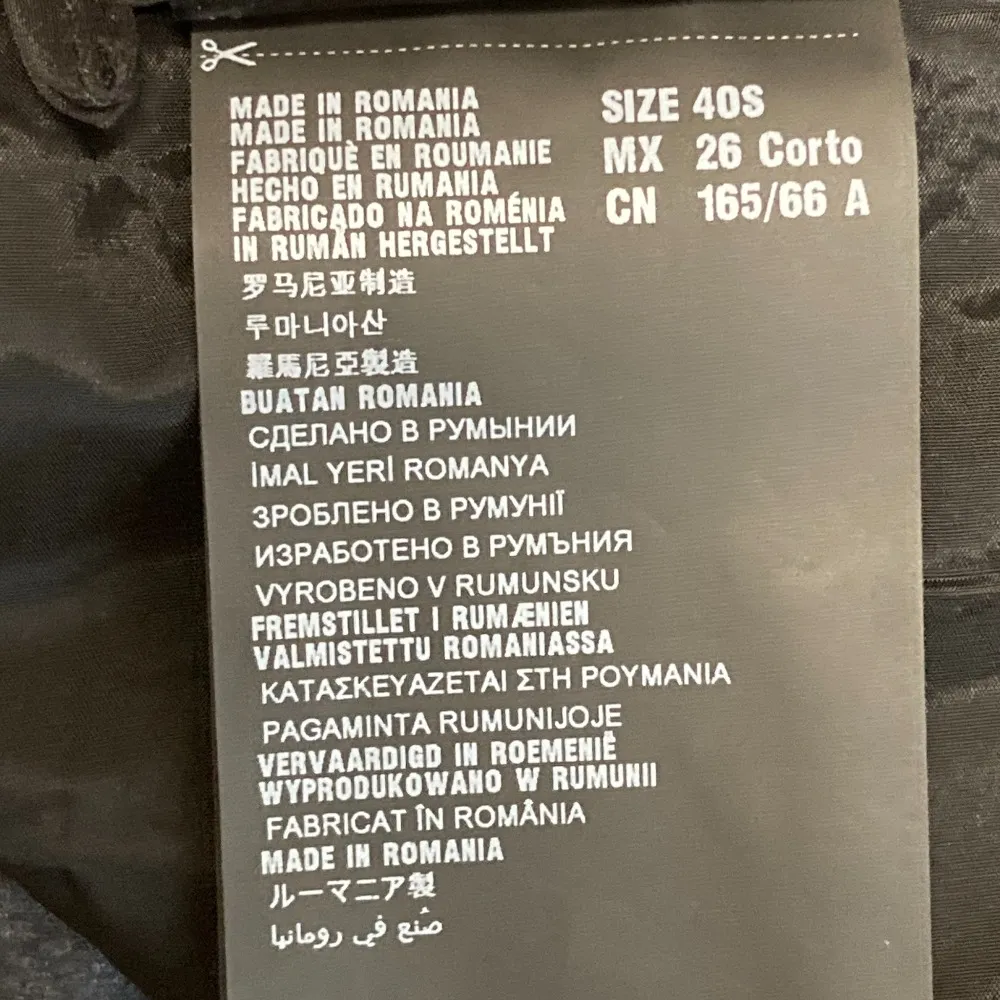 MADE IN ROMANIA
MADE IN ROMANIA
FABRIQUÈ EN ROUMANIE
HECHO EN RUMANIA
FABRICADO NA ROMÉNIA
IN RUMÄN HERGESTELLT
罗马尼亚制造
루마니아산
羅馬尼亞製造
BUATAN ROMANIA
СДЕЛАНО В РУМЫНИИ
İMAL YERİ ROMANYA
ЗРОБЛЕНО В РУМУНІЇ
ИЗРАБОТЕНО В РУМЪНИЯ
VYROBENO V RUMUNSKU
FREMSTILLET I RUMÆNIEN
VALMISTETTU ROMANIASSA
ΚΑΤΑΣΚΕΥΑΖΕΤΑΙ ΣΤΗ ΡΟΥΜΑΝΙΑ
PAGAMINTA RUMUNIJOJE
VERVAARDIGD IN ROEMENIË
WYPRODUKOWANO W RUMUNII
FABRICAT ÎN ROMÂNIA
MADE IN ROMANIA
ルーマニア製
صُنع في رومانيا
SIZE 40S
MX 26 Corto
CN 165/66 A